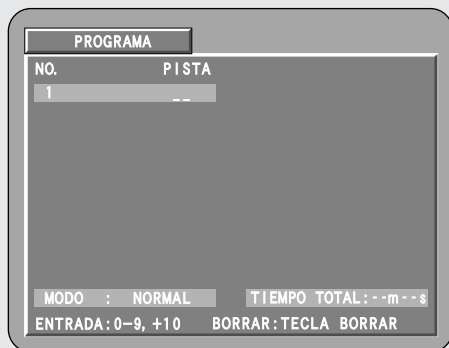 PROGRAMA
NO. PISTA
1 _ _
MODO : NORMAL TIEMPO TOTAL:--m--s
ENTRADA:0-9, +10 BORRAR:TECLA BORRAR